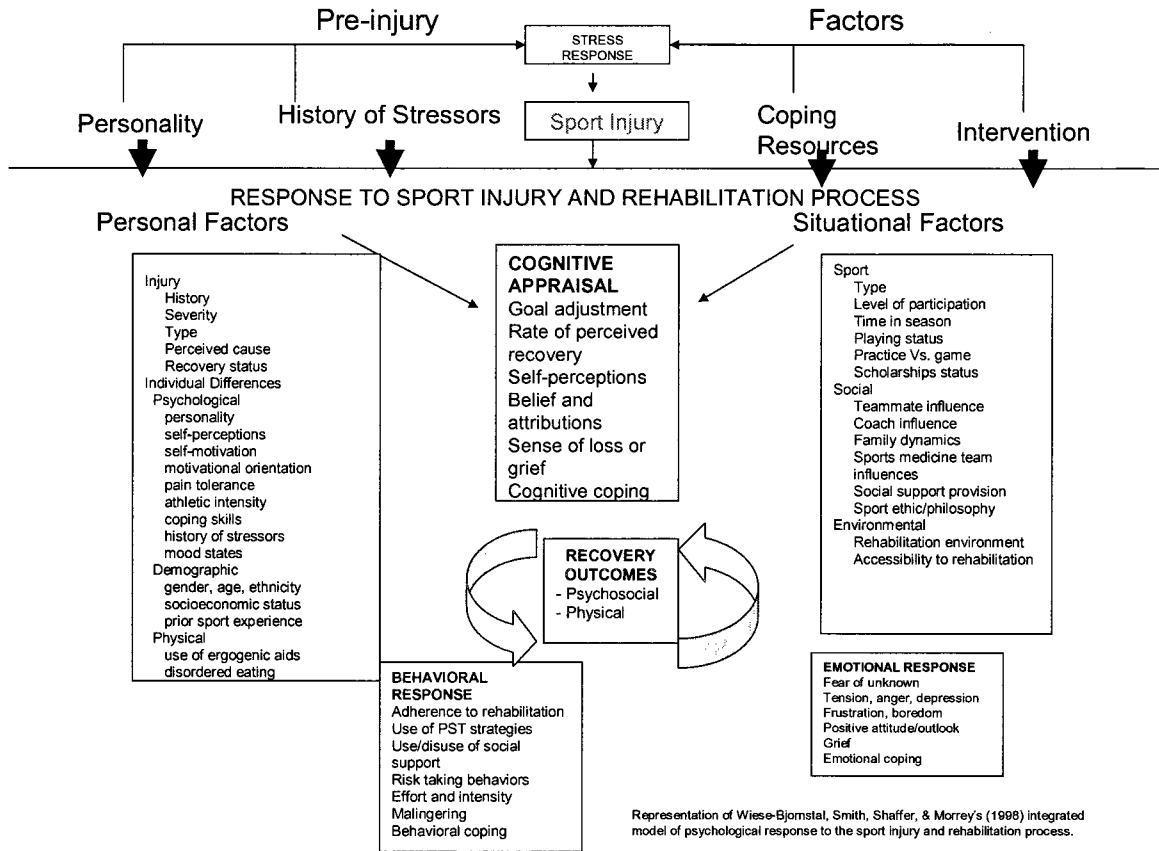 Pre-injury
Factors
STRESS
RESPONSE
Personality
History of Stressors
Sport Injury
Coping
Resources
Intervention
RESPONSE TO SPORT INJURY AND REHABILITATION PROCESS
Personal Factors
Situational Factors
Injury
History
Severity
Type
Perceived cause
Recovery status
Individual Differences
Psychological
personality
self-perceptions
self-motivation
motivational orientation
pain tolerance
athletic intensity
coping skills
history of stressors
mood states
Demographic
gender, age, ethnicity
socioeconomic status
prior sport experience
Physical
use of ergogenic aids
disordered eating
COGNITIVE
APPRAISAL
Goal adjustment
Rate of perceived
recovery
Self-perceptions
Belief and
attributions
Sense of loss or
grief
Cognitive coping
Sport
Type
Level of participation
Time in season
Playing status
Practice Vs. game
Scholarships status
Social
Teammate influence
Coach influence
Family dynamics
Sports medicine team
influences
Social support provision
Sport ethic/philosophy
Environmental
Rehabilitation environment
Accessibility to rehabilitation
RECOVERY
OUTCOMES
- Psychosocial
- Physical
BEHAVIORAL
RESPONSE
Adherence to rehabilitation
Use of PST strategies
Use/disuse of social
support
Risk taking behaviors
Effort and intensity
Malingering
Behavioral coping
EMOTIONAL RESPONSE
Fear of unknown
Tension, anger, depression
Frustration, boredom
Positive attitude/outlook
Grief
Emotional coping
Representation of Wiese-Bjornstal, Smith, Shaffer, & Morrey's (1998) integrated
model of psychological response to the sport injury and rehabilitation process.